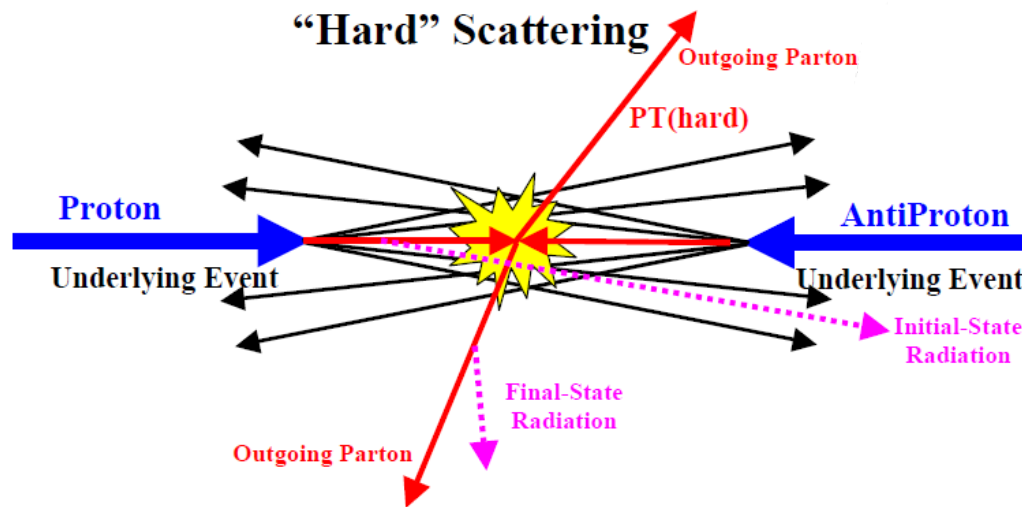 “Hard” Scattering
Outgoing Parton
PT(hard)
Proton
AntiProton
Underlying Event
Underlying Event
Initial-State
Radiation
Final-State
Radiation
Outgoing Parton